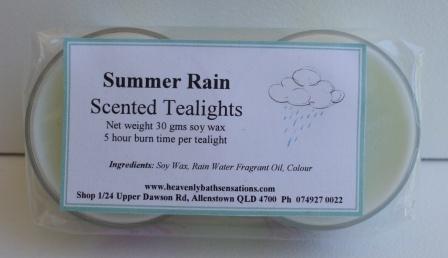 Summer Rain
Scented Tealights
Net weight 30 gms soy wax
5 hour burn time per tealight
Ingredients: Soy Wax, Rain Water Fragrant Oil, Colour
www.heavenlybathsensations.com
Shop 1/24 Upper Dawson Rd, Allenstown QLD 4700 Ph 074927 0022